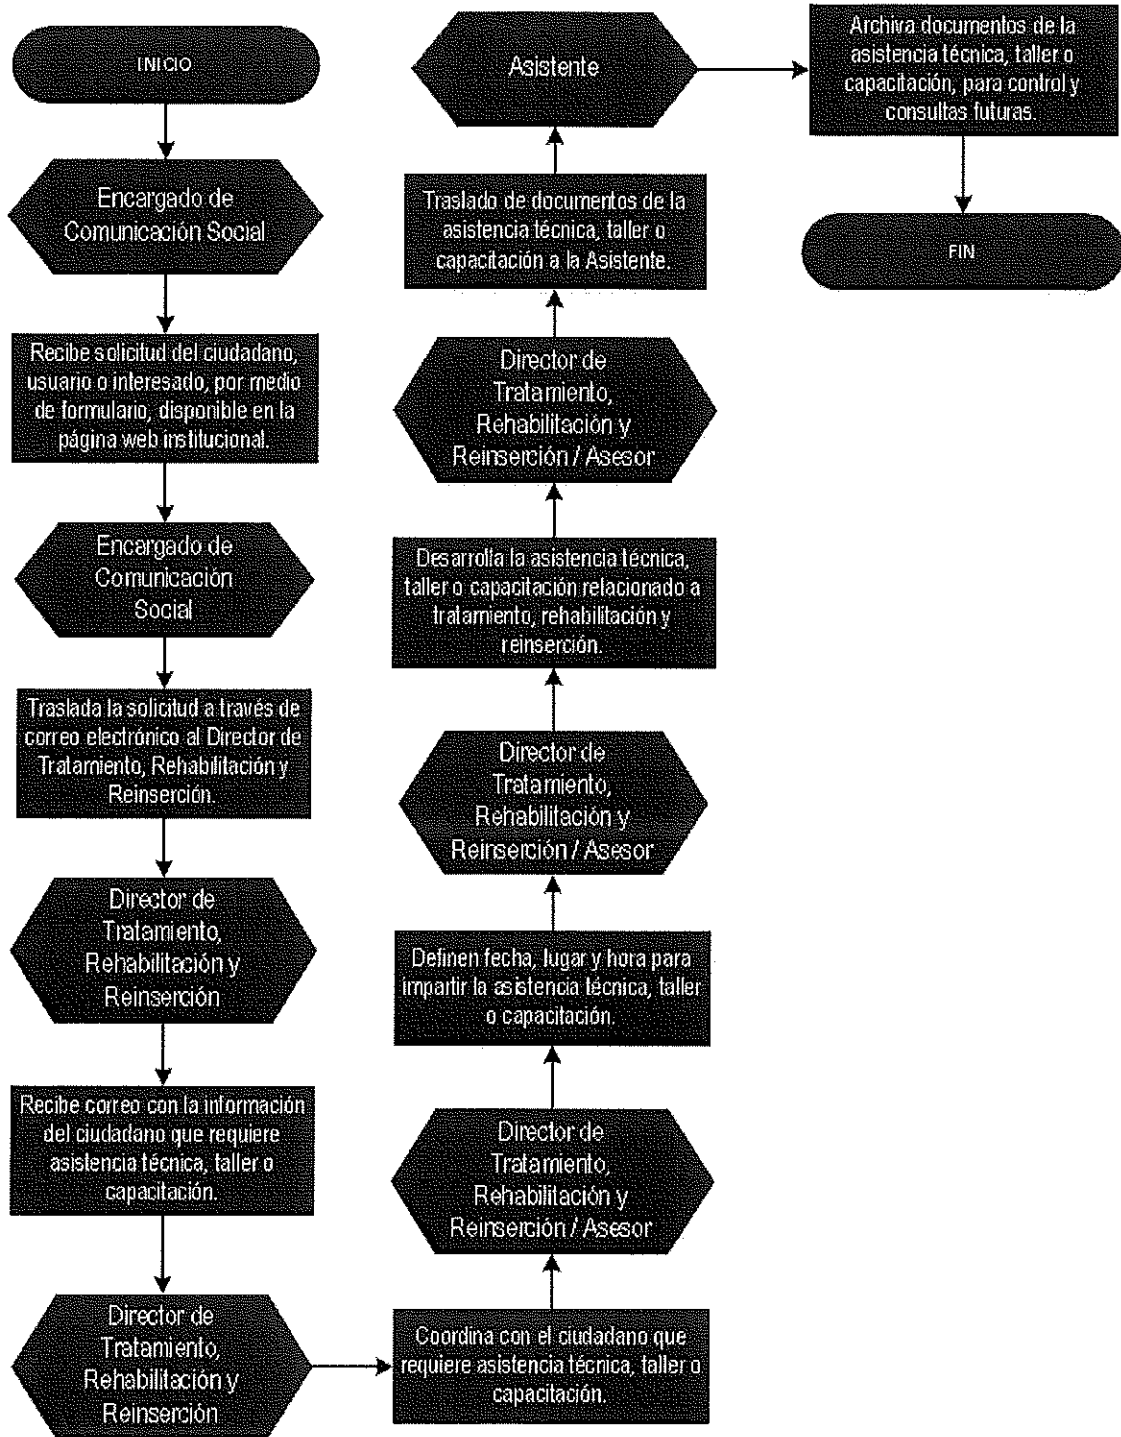 INICIO
Encargado de
Comunicación Social
Recibe solicitud del ciudadano,
usuario o interesado, por medio
de formulario, disponible en la
página web institucional.
Encargado de
Comunicación
Social
Traslada la solicitud a través de
correo electrónico al Director de
Tratamiento, Rehabilitación y
Reinserción.
Director de
Tratamiento,
Rehabilitación y
Reinserción
Recibe correo con la información
del ciudadano que requiere
asistencia técnica, taller o
capacitación.
Director de
Tratamiento,
Rehabilitación y
Reinserción
Coordina con el ciudadano que
requiere asistencia técnica, taller o
capacitación.
Director de
Tratamiento,
Rehabilitación y
Reinserción / Asesor
Definen fecha, lugar y hora para
impartir la asistencia técnica, taller
o capacitación.
Director de
Tratamiento,
Rehabilitación y
Reinserción / Asesor
Desarrolla la asistencia técnica,
taller o capacitación relacionado a
tratamiento, rehabilitación y
reinserción.
Director de
Tratamiento,
Rehabilitación y
Reinserción / Asesor
Traslado de documentos de la
asistencia técnica, taller o
capacitación a la Asistente.
Asistente
Archiva documentos de la
asistencia técnica, taller o
capacitación, para control y
consultas futuras.
FIN